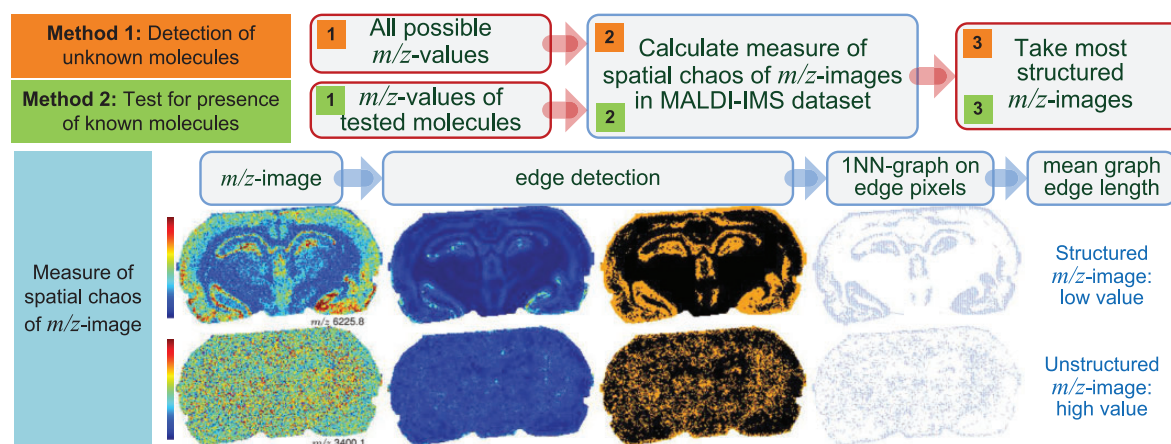 Method 1: Detection of
unknown molecules
1
All possible
m/z-values
2
Calculate measure of
spatial chaos of m/z-images
in MALDI-IMS dataset
2
3
Take most
structured
m/z-images
3
Method 2: Test for presence
of known molecules
1
m/z-values of
tested molecules
Measure of
spatial chaos
of m/z-image
m/z-image
edge detection
1NN-graph on
edge pixels
mean graph
edge length
m/z 6225.8
Structured
m/z-image:
low value
m/z 3400.1
Unstructured
m/z-image:
high value